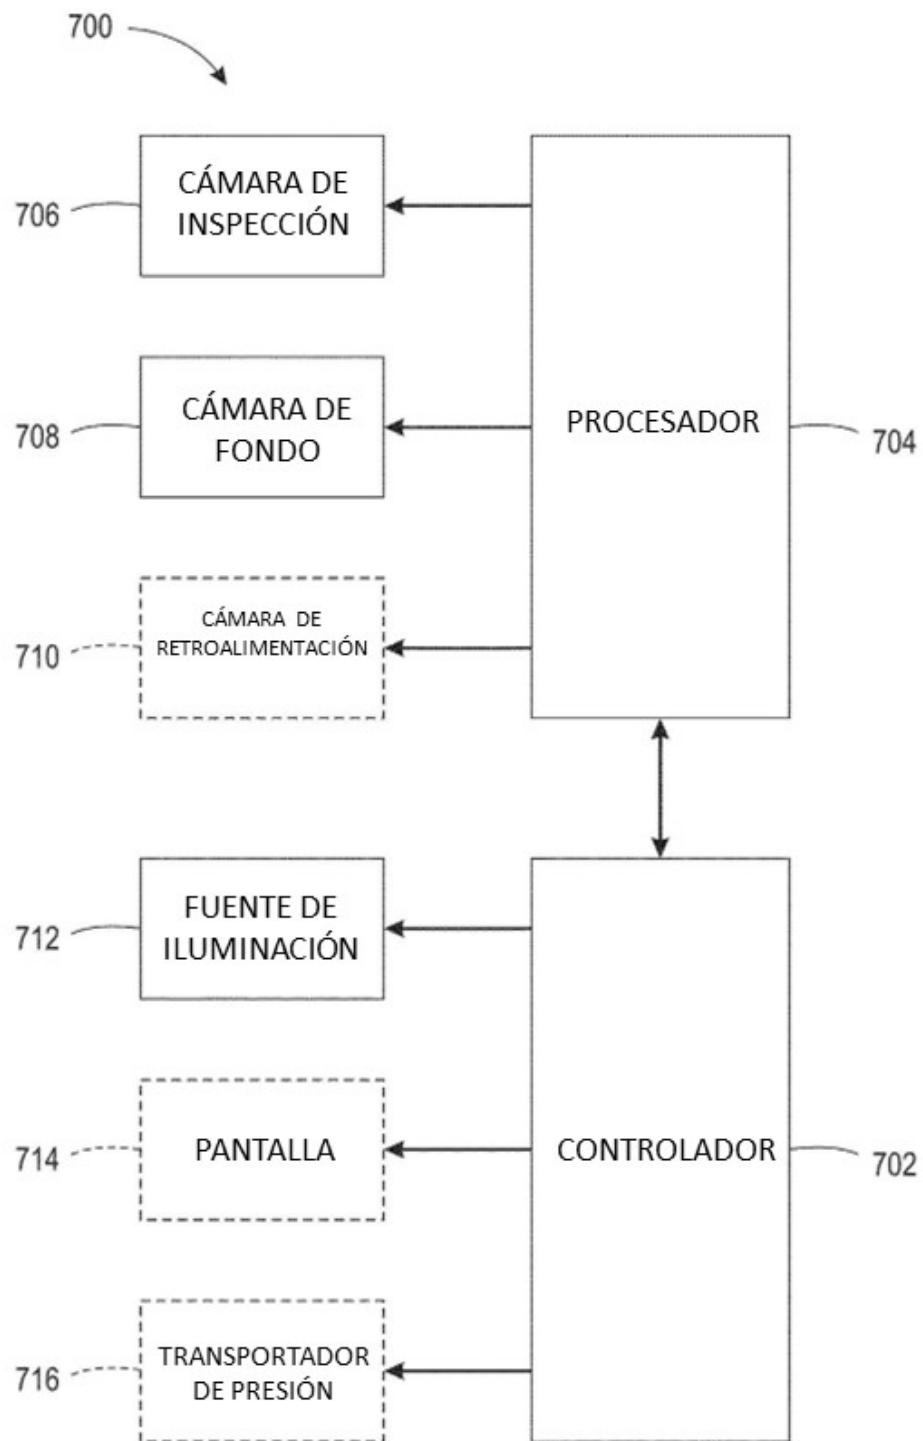 700
706
CÁMARA DE
INSPECCIÓN
708
CÁMARA DE
FONDO
PROCESADOR
704
710
CÁMARA DE
RETROALIMENTACIÓN
712
FUENTE DE
ILUMINACIÓN
714
PANTALLA
CONTROLADOR
702
716
TRANSPORTADOR
DE PRESIÓN